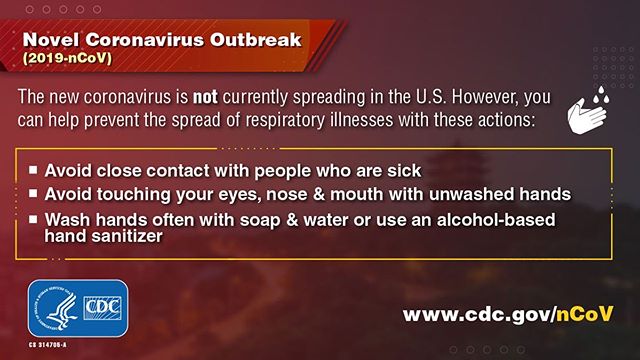 Novel Coronavirus Outbreak
(2019-nCoV)
The new coronavirus is not currently spreading in the U.S. However, you
can help prevent the spread of respiratory illnesses with these actions:
Avoid close contact with people who are sick
Avoid touching your eyes, nose & mouth with unwashed hands
Wash hands often with soap & water or use an alcohol-based
hand sanitizer
CDC
CS 314705-A
www.cdc.gov/nCoV